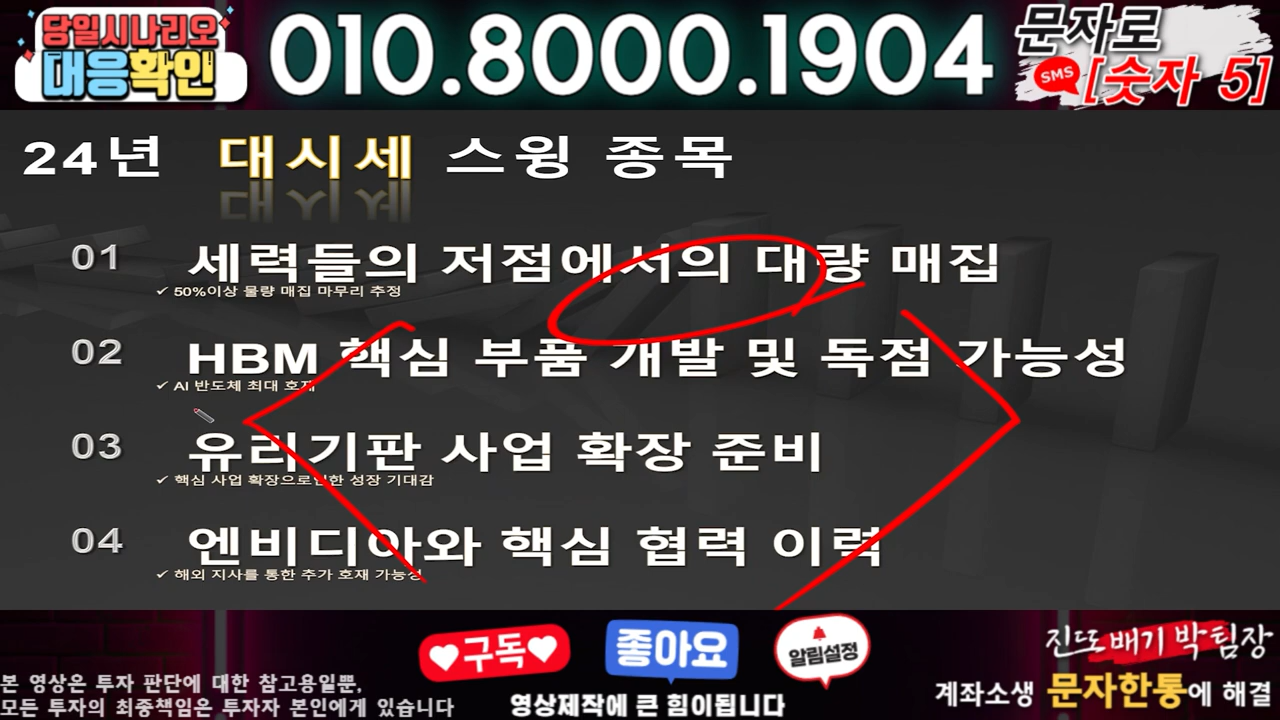 당일시나리오
대응확인
010.8000.1904
문자로
SMS [숫자 5]
24년 대시세 스윙 종목
01 세력들의 저점에서의 대량 매집
✓ 50%이상 물량 매집 마무리 추정
02 HBM 핵심 부품 개발 및 독점 가능성
✓ AI 반도체 최대 호재
03 유리기판 사업 확장 준비
✓ 핵심 사업 확장으로인한 성장 기대감
04 엔비디아와 핵심 협력 이력
✓ 해외 지사를 통한 추가 호재 가능성
구독
좋아요
알림설정
영상제작에 큰 힘이됩니다
본 영상은 투자 판단에 대한 참고용일뿐,
모든 투자의 최종책임은 투자자 본인에게 있습니다
진또배기 박팀장
계좌소생 문자한통에 해결